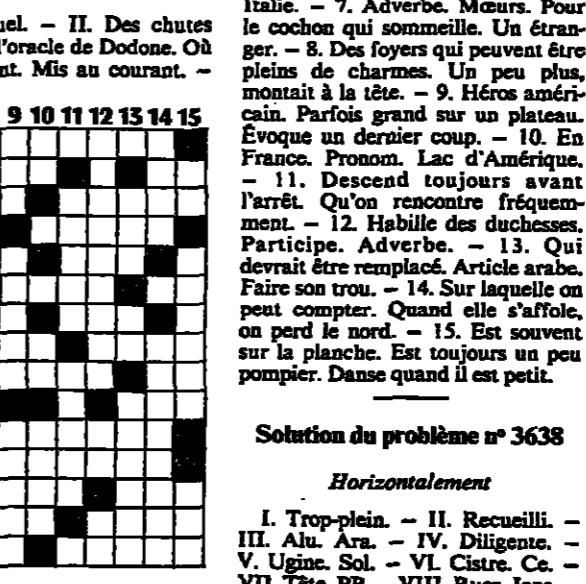 uel. — II. Des chutes
l'oracle de Dodone. Où
nt. Mis au courant. —
9 10 11 12 13 14 15
Italie. — 7. Adverbe. Mœurs. Pour
le cochon qui sommeille. Un étran-
ger. — 8. Des foyers qui peuvent être
pleins de charmes. Un peu plus,
montait à la tête. — 9. Héros améri-
cain. Parfois grand sur un plateau.
Évoque un dernier coup. — 10. En
France. Pronom. Lac d'Amérique.
— 11. Descend toujours avant
l'arrêt. Qu'on rencontre fréquem-
ment. — 12. Habille des duchesses.
Participe. Adverbe. — 13. Qui
devrait être remplacé. Article arabe.
Faire son trou. — 14. Sur laquelle on
peut compter. Quand elle s'affole,
on perd le nord. — 15. Est souvent
sur la planche. Est toujours un peu
pompier. Danse quand il est petit.
Solution du problème nº 3638
Horizontalement
I. Trop-plein. — II. Recueilli. —
III. Alu. Ara. — IV. Diligente. —
V. Ugine. Sol. — VI. Cistre. Ce. —
VII. Tête. PP. — VIII.